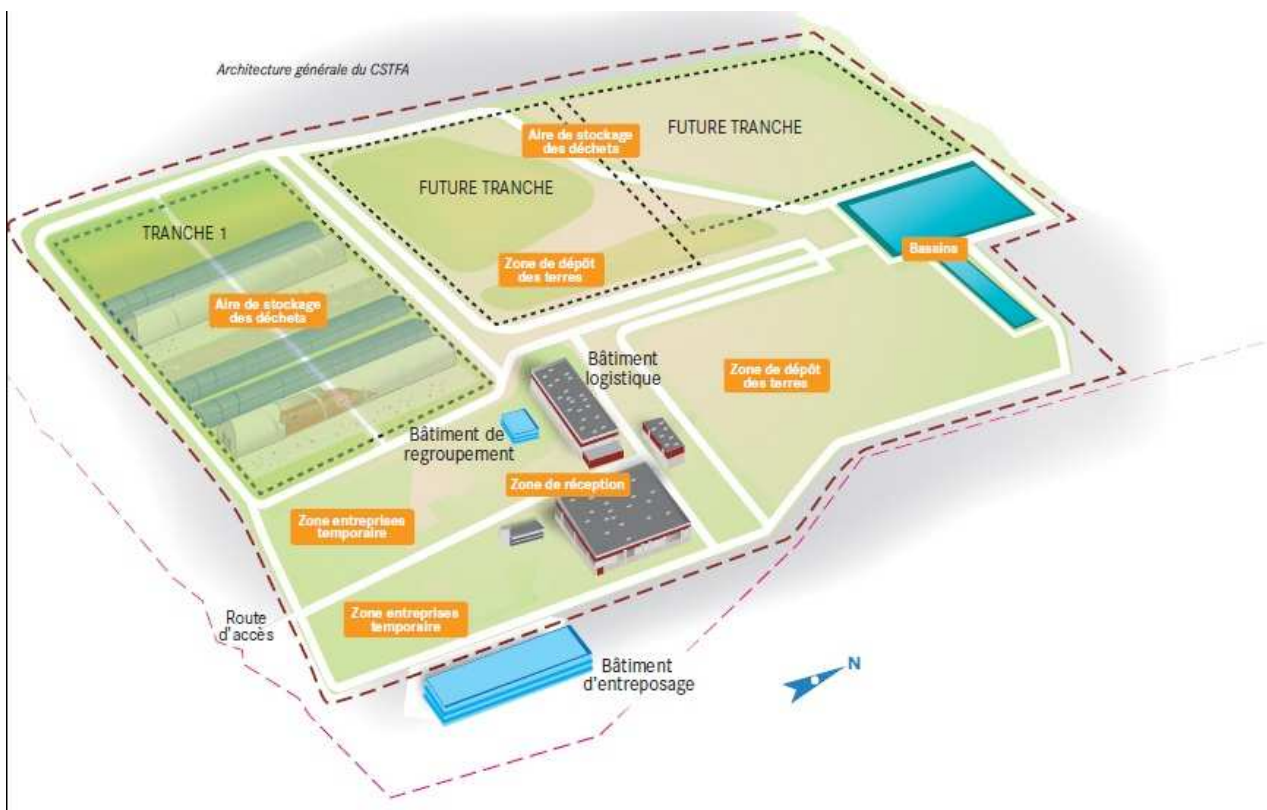 Architecture générale du CSTFA
FUTURE TRANCHE
Aire de stockage
des déchets
FUTURE TRANCHE
TRANCHE 1
Bassins
Zone de dépôt
des terres
Aire de stockage
des déchets
Bâtiment
logistique
Zone de dépôt
des terres
Bâtiment de
regroupement
Zone de réception
Zone entreprises
temporaire
Route
d'accès
Zone entreprises
temporaire
Bâtiment
d'entreposage
N